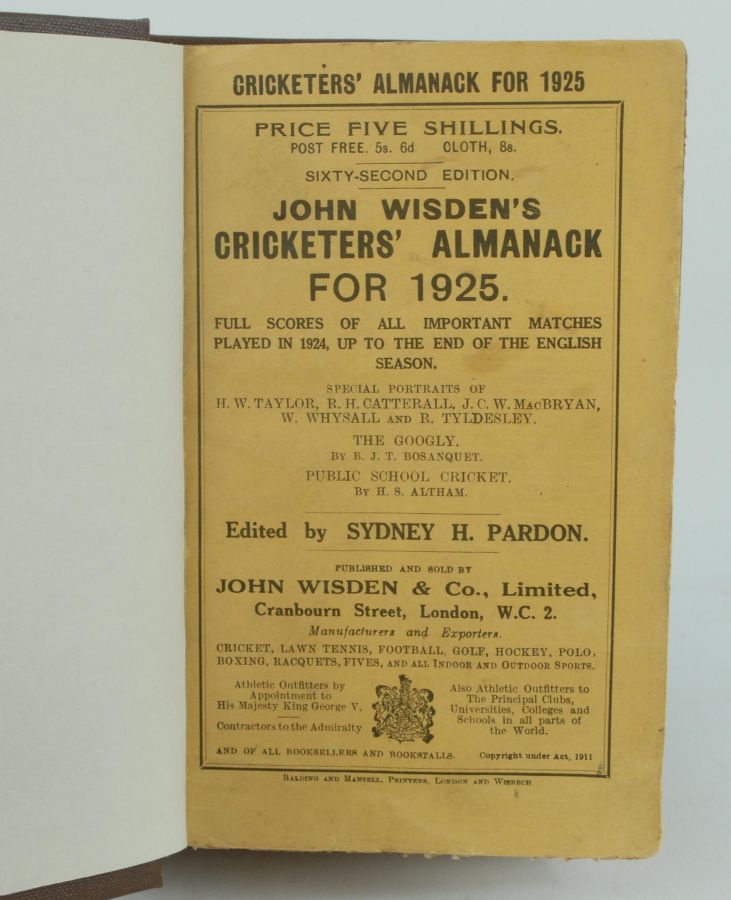 CRICKETERS' ALMANACK FOR 1925
PRICE FIVE SHILLINGS.
POST FREE, 5s. 6d CLOTH, 8s.
SIXTY-SECOND EDITION.
JOHN WISDEN'S
CRICKETERS' ALMANACK
FOR 1925.
FULL SCORES OF ALL IMPORTANT MATCHES
PLAYED IN 1924, UP TO THE END OF THE ENGLISH
SEASON.
SPECIAL PORTRAITS OF
H. W. TAYLOR, R. H. CATTERALL, J. C. W. MACBRYAN,
W. WHYSALL AND R. TYLDESLEY.
THE GOOGLY.
BY B. J. T. BOSANQUET.
PUBLIC SCHOOL CRICKET.
BY H. S. ALTHAM.
Edited by SYDNEY H. PARDON.
PUBLISHED AND SOLD BY
JOHN WISDEN & Co., Limited,
Cranbourn Street, London, W.C. 2.
Manufacturers and Exporters.
CRICKET, LAWN TENNIS, FOOTBALL, GOLF, HOCKEY, POLO,
BOXING, RACQUETS, FIVES, AND ALL INDOOR AND OUTDOOR SPORTS.
Athletic Outfitters by
Appointment to
His Majesty King George V.
Contractors to the Admiralty
Also Athletic Outfitters to
The Principal Clubs,
Universities, Colleges and
Schools in all parts of
the World.
AND OF ALL BOOKSELLERS AND BOOKSTALLS. Copyright under Act, 1911
BALDING AND MANSELL, PRINTERS, LONDON AND WISBECH